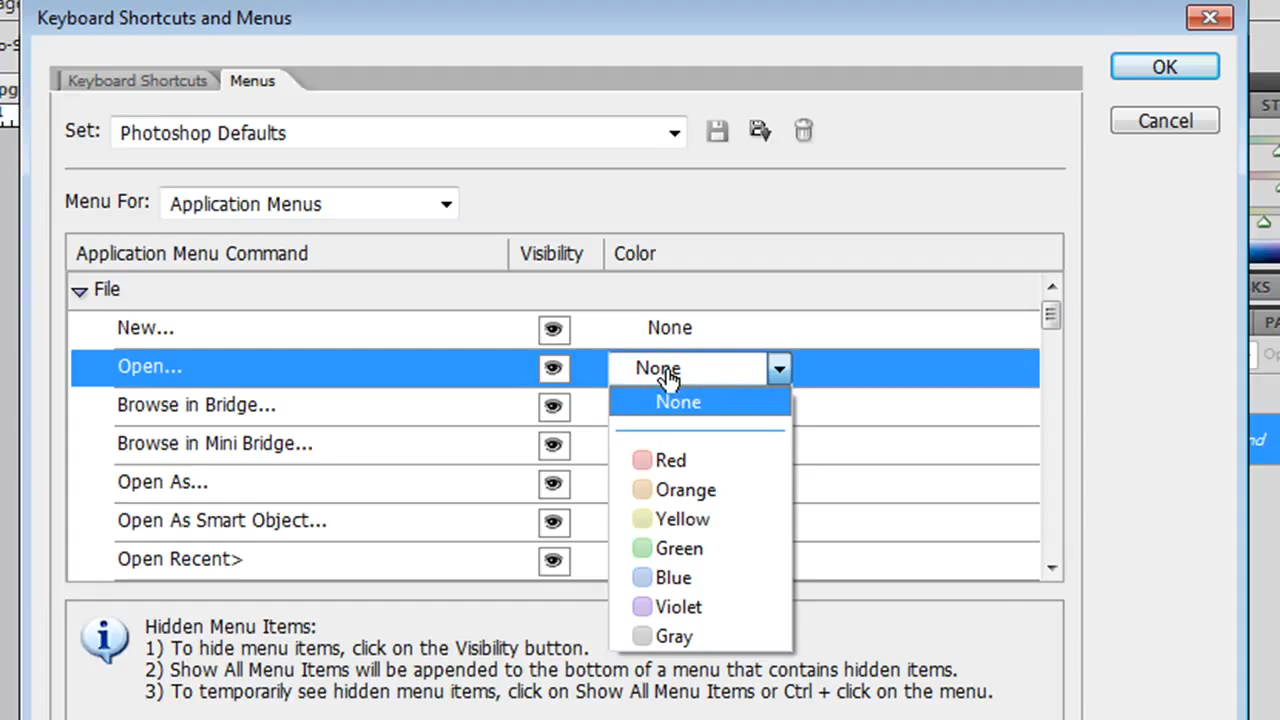 Keyboard Shortcuts and Menus
Keyboard Shortcuts Menus
OK
Set: Photoshop Defaults
Cancel
Menu For: Application Menus
Application Menu Command Visibility Color
File
New... None
Open... None
None
Browse in Bridge...
Browse in Mini Bridge...
Red
Open As...
Orange
Open As Smart Object...
Yellow
Green
Open Recent>
Blue
Violet
Gray
Hidden Menu Items:
1) To hide menu items, click on the Visibility button.
2) Show All Menu Items will be appended to the bottom of a menu that contains hidden items.
3) To temporarily see hidden menu items, click on Show All Menu Items or Ctrl + click on the menu.